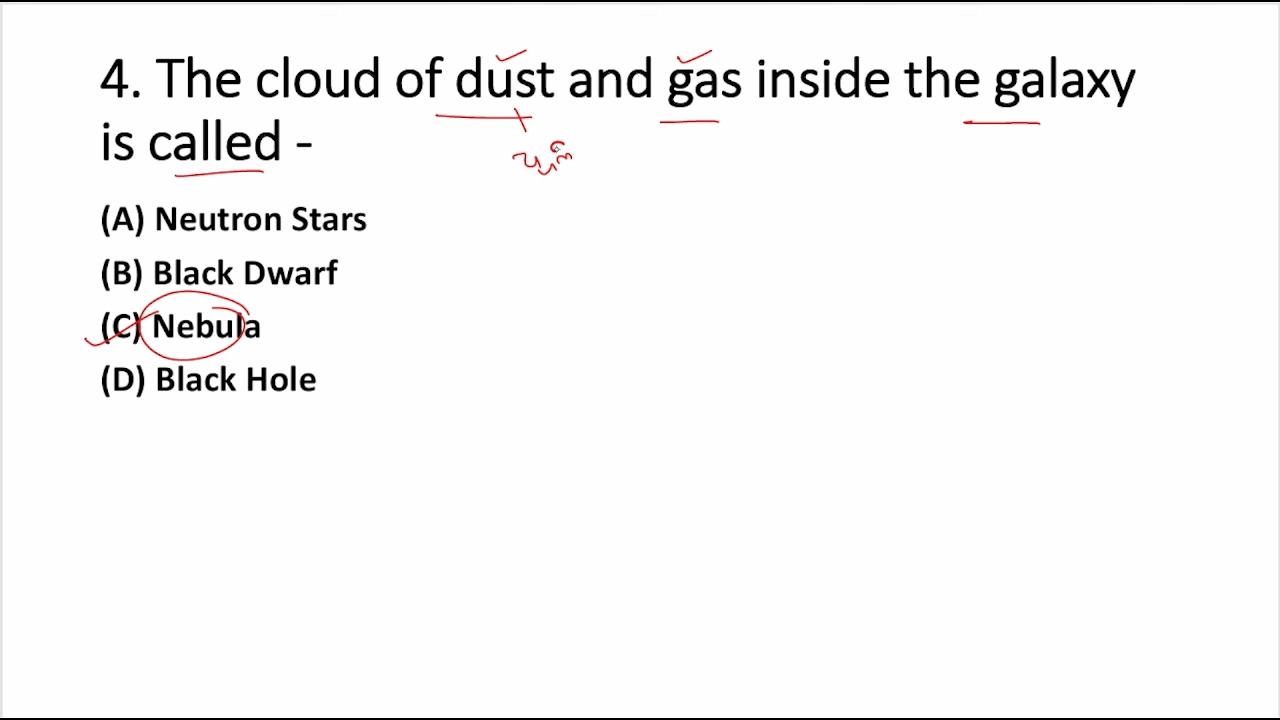 4. The cloud of dust and gas inside the galaxy
is called -
(A) Neutron Stars
(B) Black Dwarf
(C) Nebula
(D) Black Hole